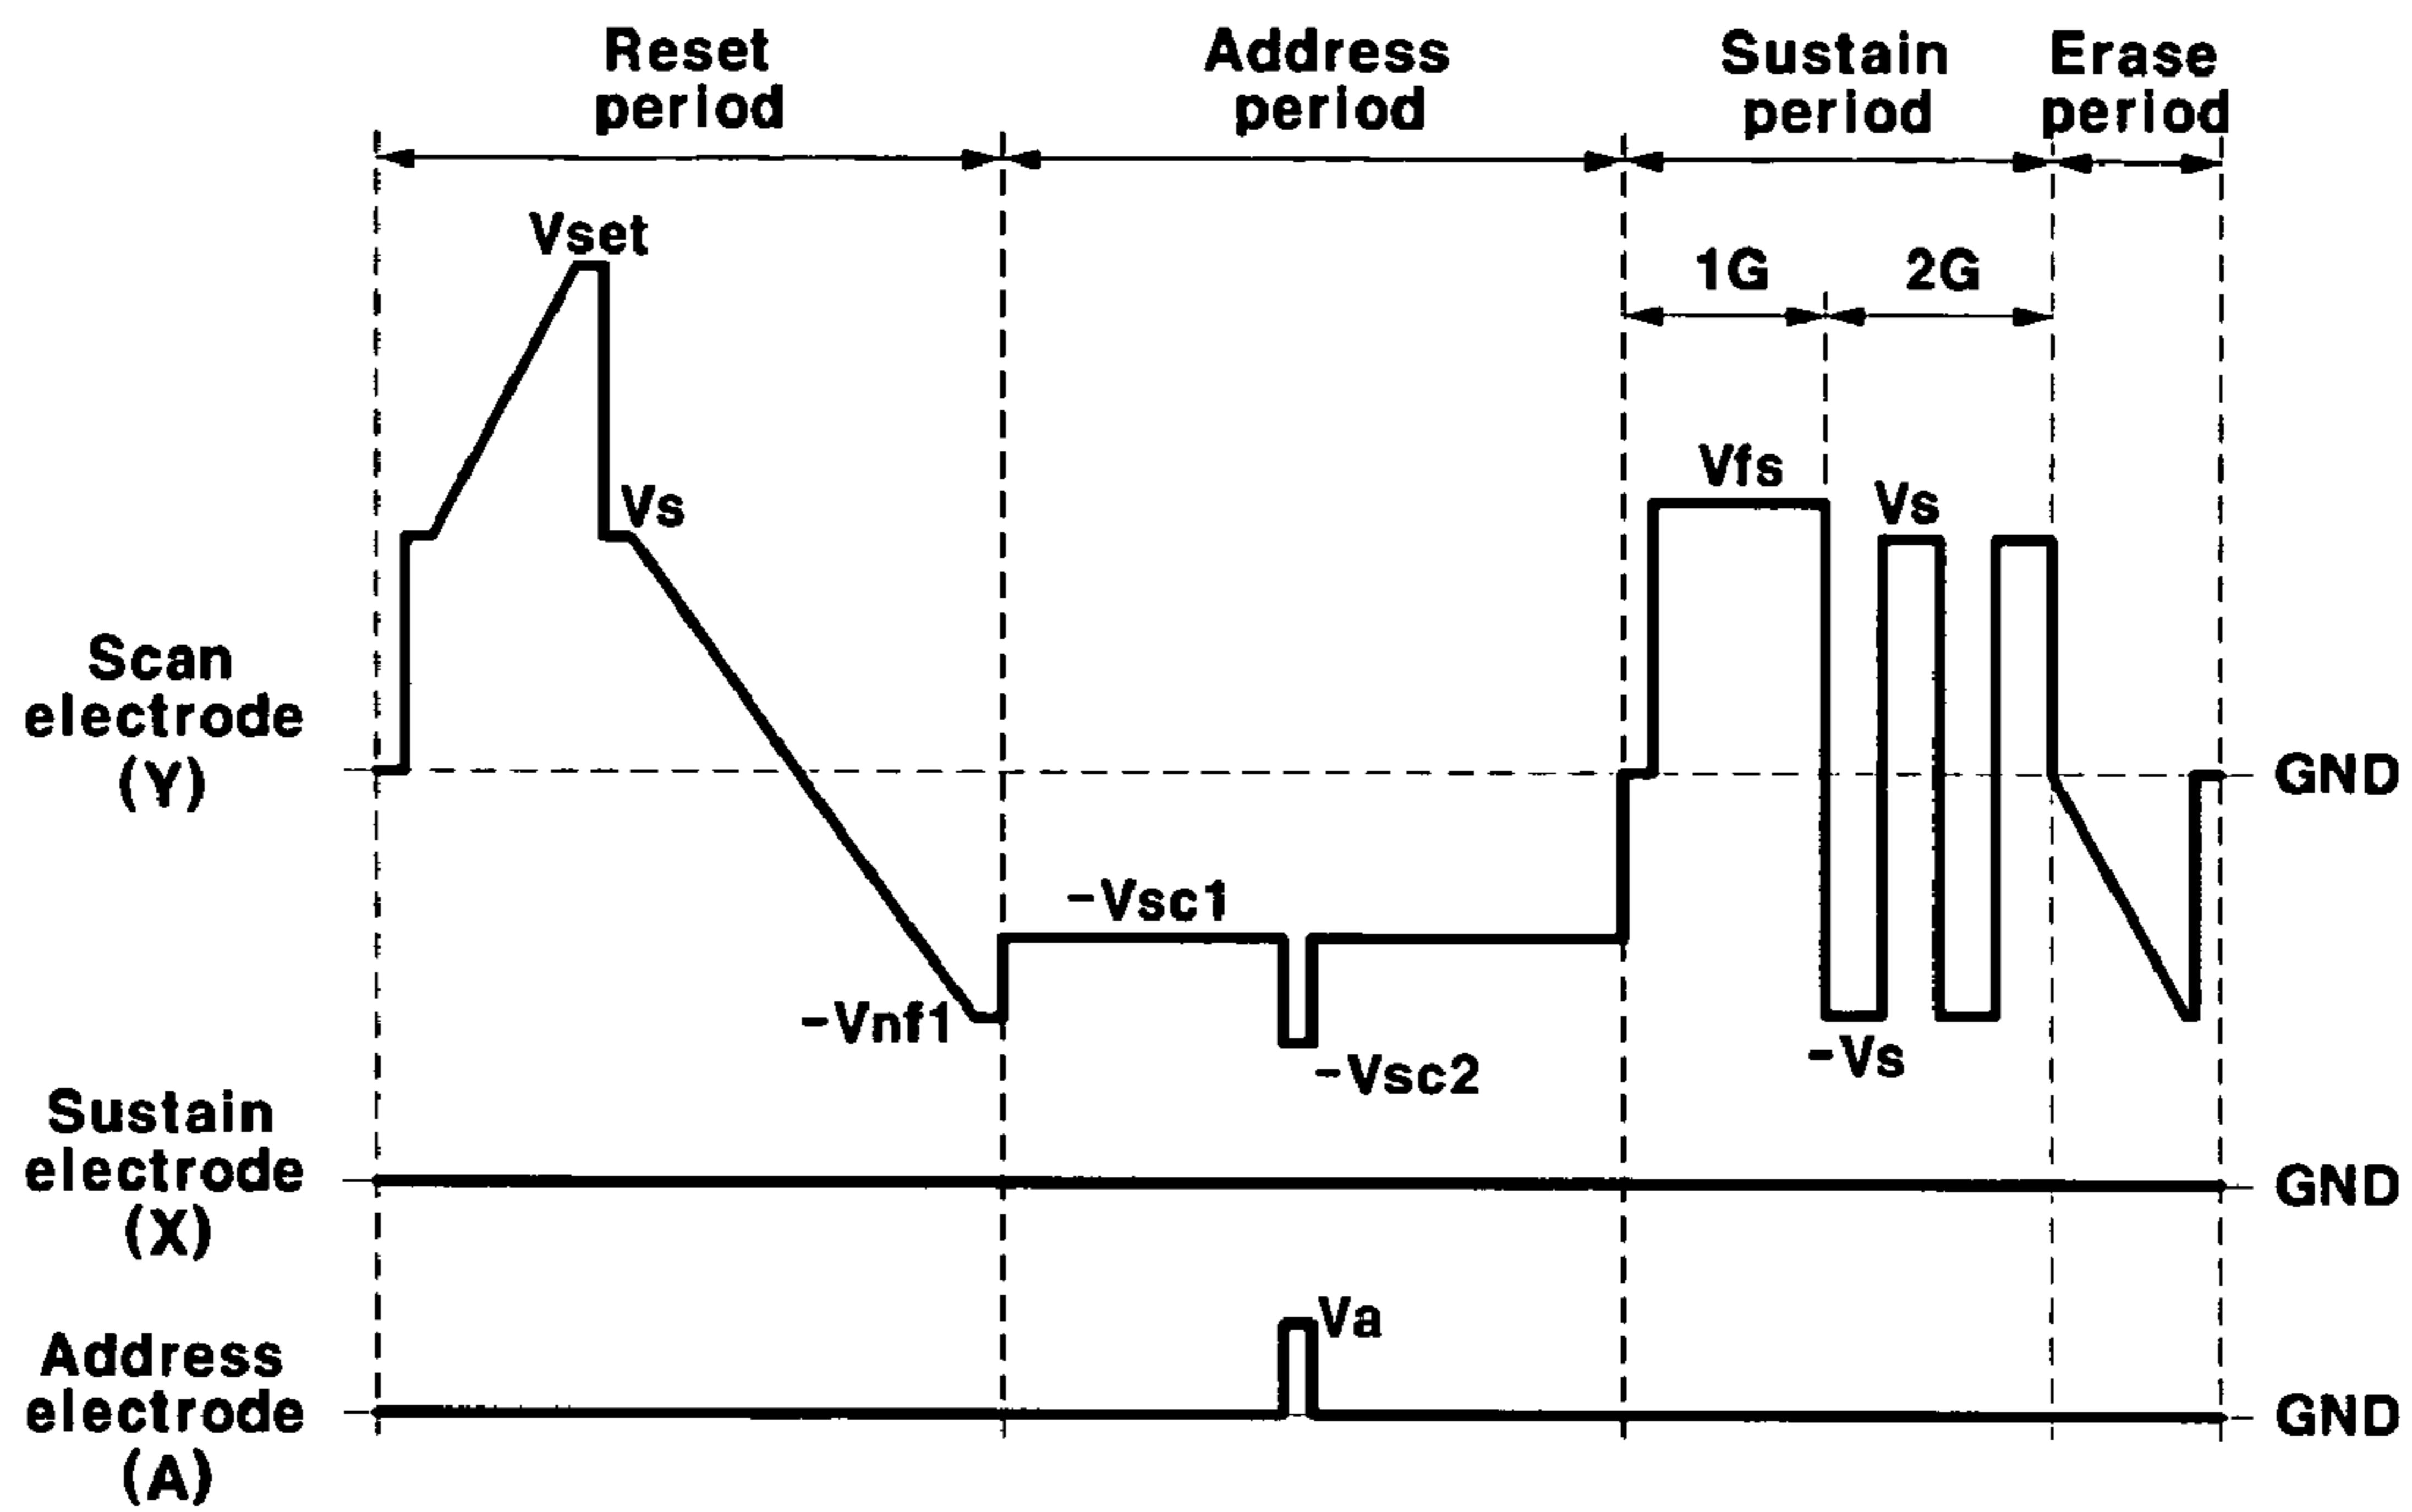 Reset
period
Address
period
Sustain
period
Erase
period
Vset
1G
2G
Vfs
Vs
Vs
Scan
electrode
(Y)
GND
-Vsc1
-Vnf1
-Vsc2
-Vs
Sustain
electrode
(X)
GND
Va
Address
electrode
(A)
GND